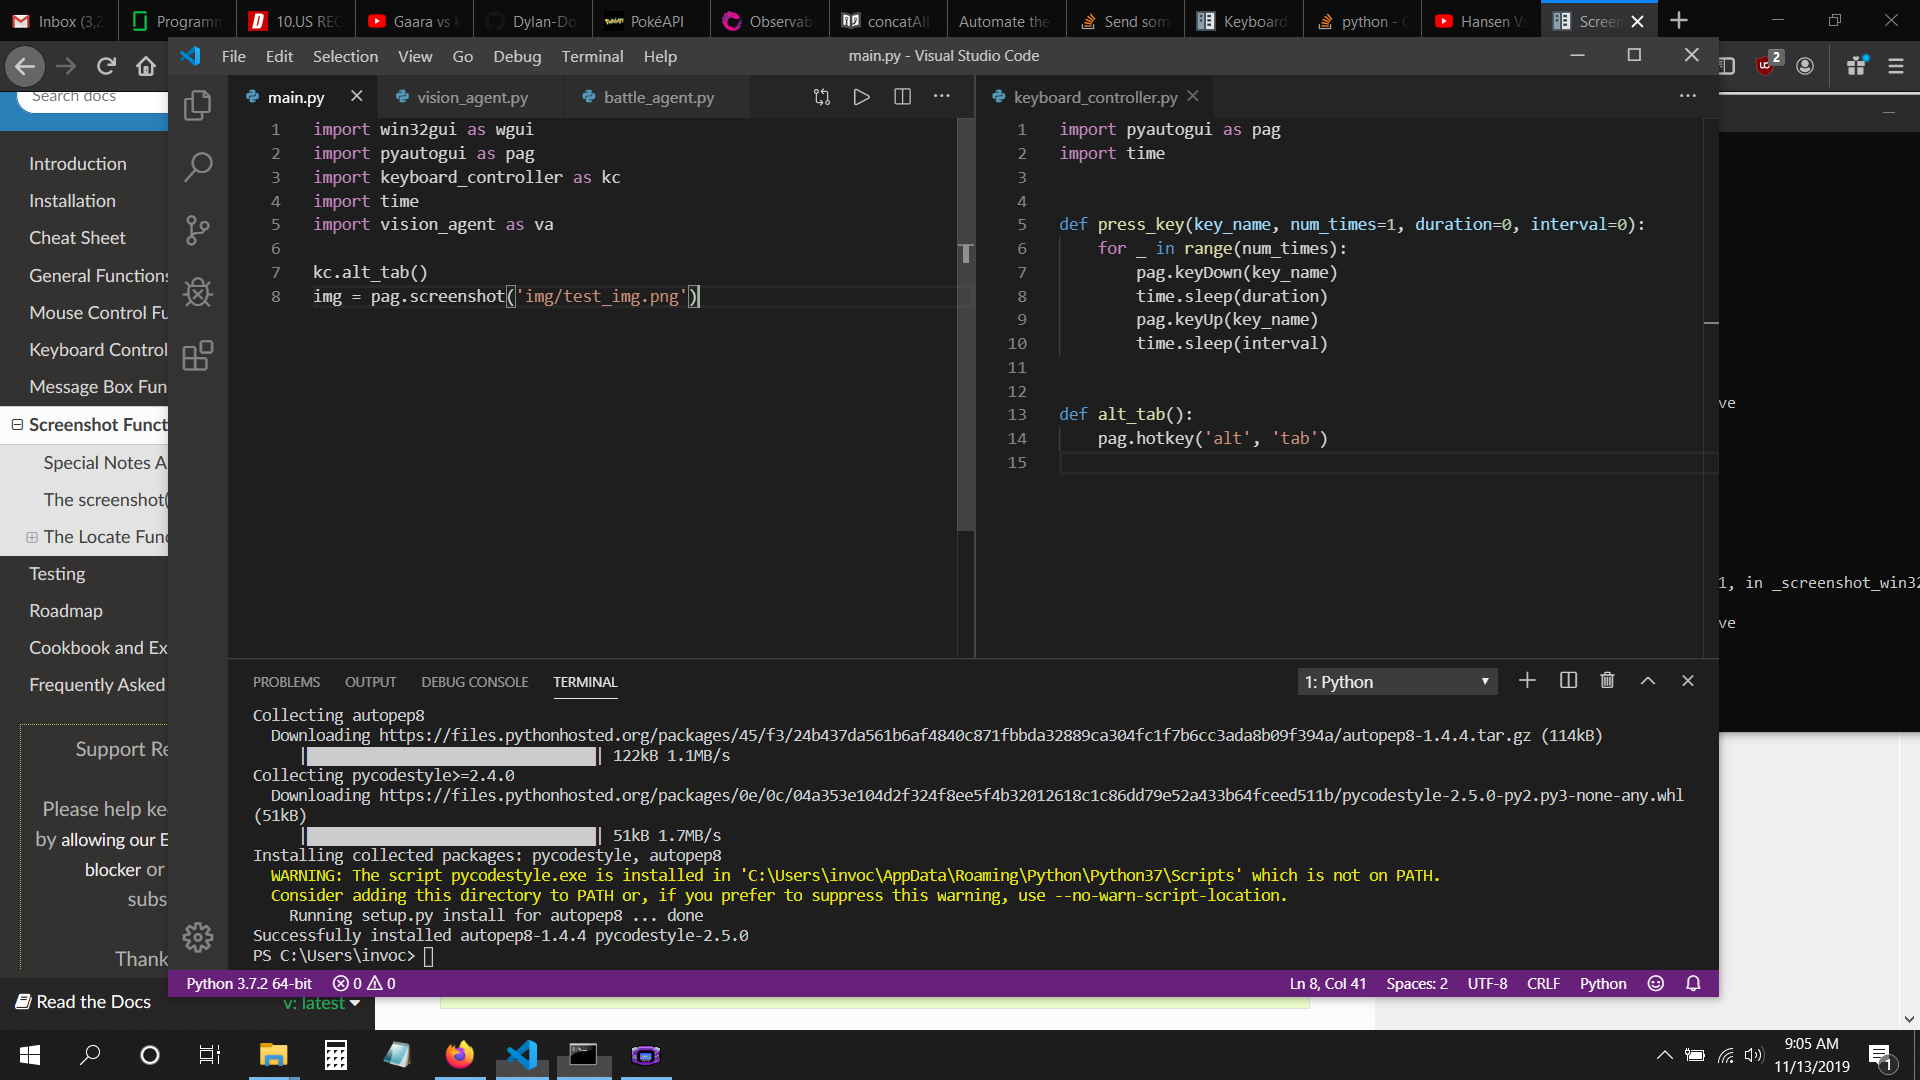 Inbox (3,2
Programm
10.US REC
Gaara vs K
Dylan-Do
PokéAPI
Observab
concatAll
Automate the
Send som
Keyboard
python - C
Hansen Vs
Screen
File Edit Selection View Go Debug Terminal Help
main.py - Visual Studio Code
2
Search docs
Introduction
Installation
Cheat Sheet
General Functions
Mouse Control Fu
Keyboard Control
Message Box Fun
Screenshot Funct
Special Notes A
The screenshot(
The Locate Func
Testing
Roadmap
Cookbook and Ex
Frequently Asked
Support Re
Please help kee
by allowing our E
blocker or
subs
Thank
Read the Docs
v: latest
main.py
vision_agent.py
battle_agent.py
1 import win32gui as wgui
2 import pyautogui as pag
3 import keyboard_controller as kc
4 import time
5 import vision_agent as va
6
7 kc.alt_tab()
8 img = pag.screenshot('img/test_img.png')
keyboard_controller.py
1 import pyautogui as pag
2 import time
3
4
5 def press_key(key_name, num_times=1, duration=0, interval=0):
6 for _ in range(num_times):
7 pag.keyDown(key_name)
8 time.sleep(duration)
9 pag.keyUp(key_name)
10 time.sleep(interval)
11
12
13 def alt_tab():
14 pag.hotkey('alt', 'tab')
15
ve
1, in _screenshot_win32
ve
PROBLEMS OUTPUT DEBUG CONSOLE TERMINAL
1: Python
Collecting autopep8
Downloading https://files.pythonhosted.org/packages/45/f3/24b437da561b6af4840c871fbbda32889ca304fc1f7b6cc3ada8b09f394a/autopep8-1.4.4.tar.gz (114kB)
| | 122kB 1.1MB/s
Collecting pycodestyle>=2.4.0
Downloading https://files.pythonhosted.org/packages/0e/0c/04a353e104d2f324f8ee5f4b32012618c1c86dd79e52a433b64fceed511b/pycodestyle-2.5.0-py2.py3-none-any.whl
(51kB)
| | 51kB 1.7MB/s
Installing collected packages: pycodestyle, autopep8
WARNING: The script pycodestyle.exe is installed in 'C:\Users\invoc\AppData\Roaming\Python\Python37\Scripts' which is not on PATH.
Consider adding this directory to PATH or, if you prefer to suppress this warning, use --no-warn-script-location.
Running setup.py install for autopep8 ... done
Successfully installed autopep8-1.4.4 pycodestyle-2.5.0
PS C:\Users\invoc>
Python 3.7.2 64-bit 0 0
Ln 8, Col 41 Spaces: 2 UTF-8 CRLF Python
9:05 AM
11/13/2019
1